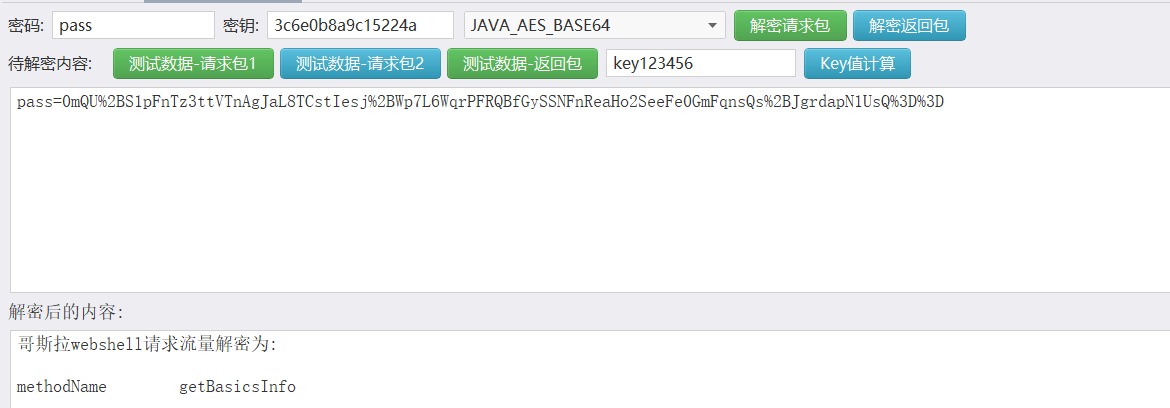 密码: pass 密钥: 3c6e0b8a9c15224a JAVA_AES_BASE64 解密请求包 解密返回包
待解密内容: 测试数据-请求包1 测试数据-请求包2 测试数据-返回包 key123456 Key值计算
pass=0mQU%2BS1pFnTz3ttVTnAgJaL8TCstIesj%2BWp7L6WqrPFRQBfGySSNFnReaHo2SeeFe0GmFqnsQs%2BJgrdapN1UsQ%3D%3D
解密后的内容:
哥斯拉webshell请求流量解密为:
methodName getBasicsInfo